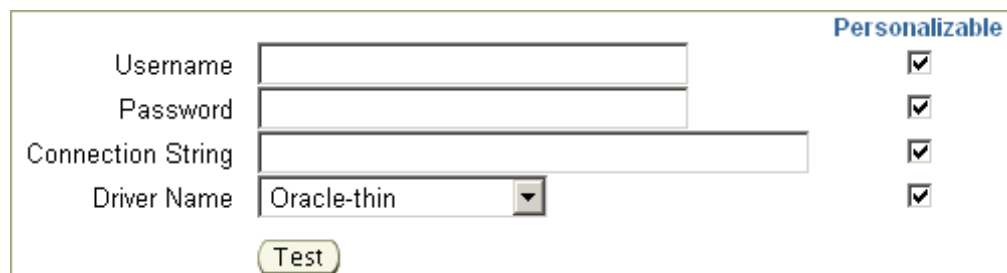 Personalizable
Username
Password
Connection String
Driver Name Oracle-thin
Test